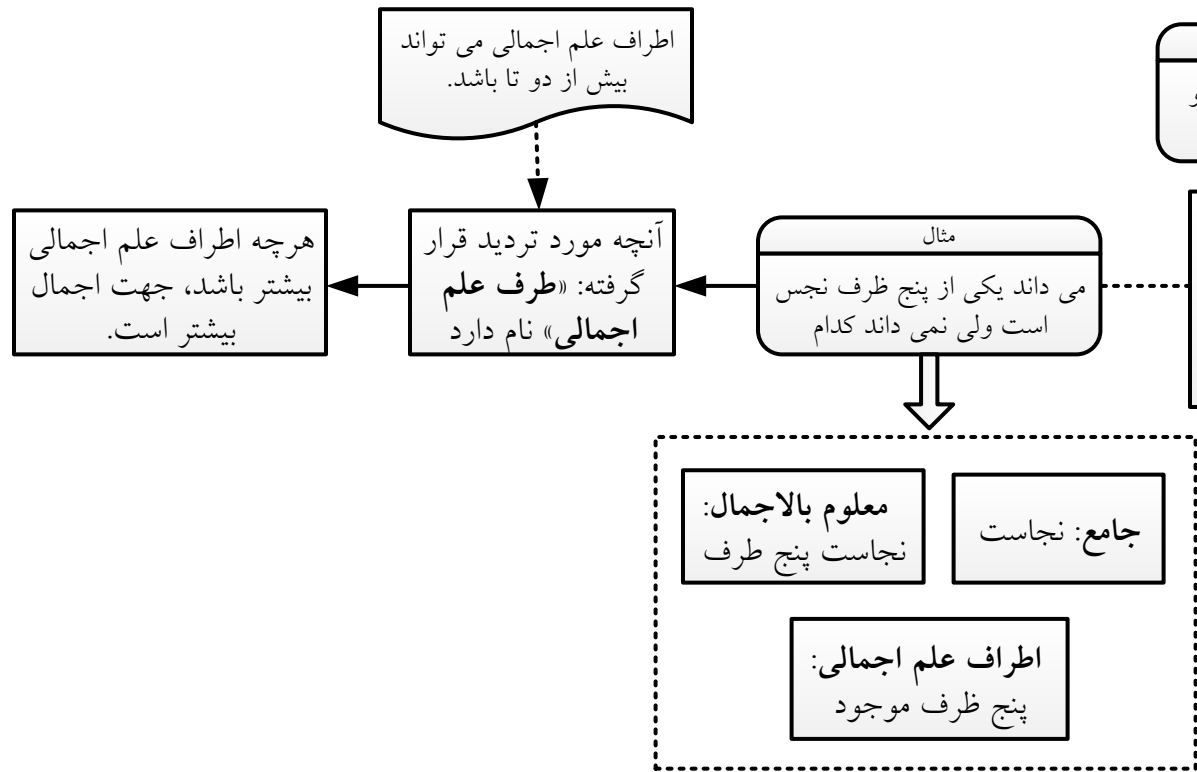 اطراف علم اجمالی می تواند
بیش از دو تا باشد.
و
مثال
می داند یکی از پنج ظرف نجس
است ولی نمی داند کدام
آنچه مورد تردید قرار
گرفته: «طرف علم
اجمالی» نام دارد
هرچه اطراف علم اجمالی
بیشتر باشد، جهت اجمال
بیشتر است.
جامع: نجاست
معلوم بالاجمال:
نجاست پنج طرف
اطراف علم اجمالی:
پنج ظرف موجود